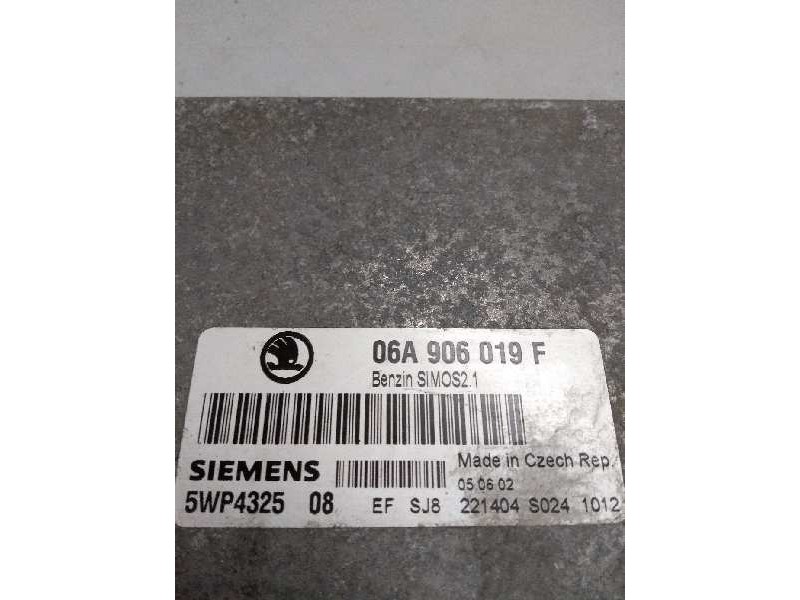 06A 906 019 F
Benzin SIMOS2.1
SIEMENS
Made in Czech Rep.
05.06.02
5WP4325 08 EF SJ8 221404 S024 1012